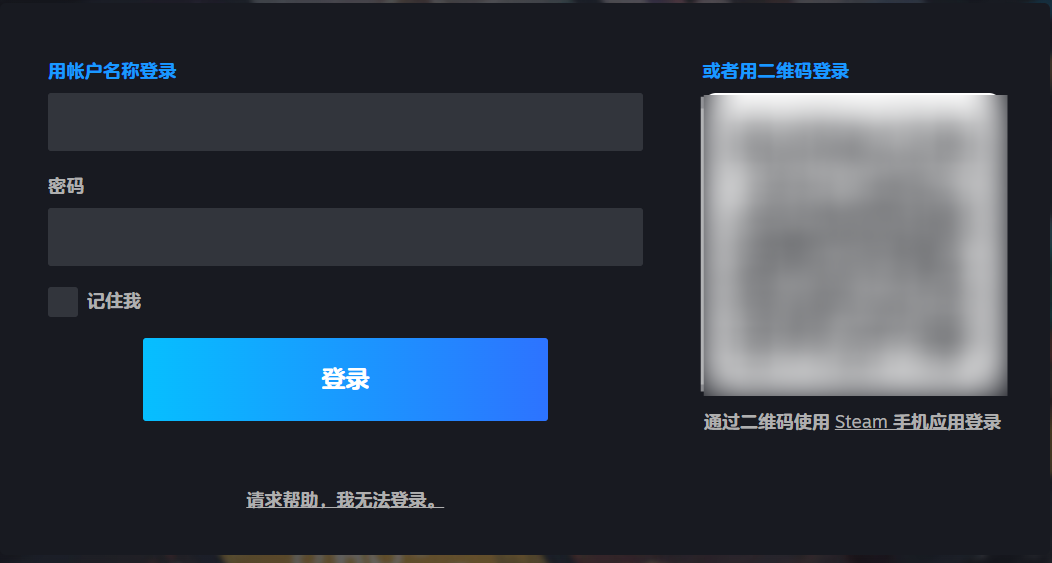 用帐户名称登录
或者用二维码登录
密码
记住我
登录
通过二维码使用 Steam 手机应用登录
请求帮助，我无法登录。